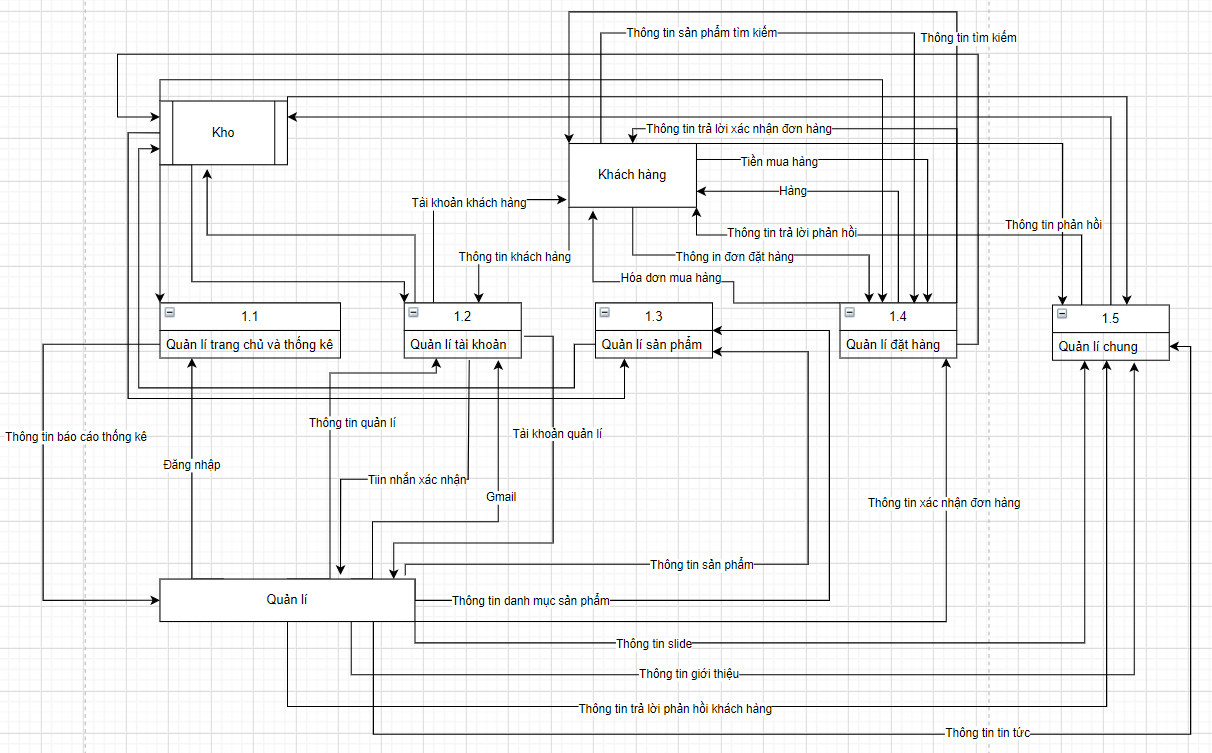 Thông tin sản phẩm tìm kiếm
Thông tin tìm kiếm
Kho
Thông tin trả lời xác nhận đơn hàng
Tiền mua hàng
Khách hàng
Hàng
Tài khoản khách hàng
Thông tin phản hồi
Thông tin trả lời phản hồi
Thông tin khách hàng
Thông in đơn đặt hàng
Hóa dơn mua hàng
1.1
1.2
1.3
1.4
1.5
Quản lí trang chủ và thống kê
Quản lí tài khoản
Quản lí sản phẩm
Quản lí đặt hàng
Quản lí chung
Thông tin quản lí
Tài khoản quản lí
Thông tin báo cáo thống kê
Đăng nhập
Tiin nhắn xác nhận
Gmail
Thông tin xác nhận đơn hàng
Thông tin sản phẩm
Quản lí
Thông tin danh mục sản phẩm
Thông tin slide
Thông tin giới thiệu
Thông tin trả lời phản hồi khách hàng
Thông tin tin tức